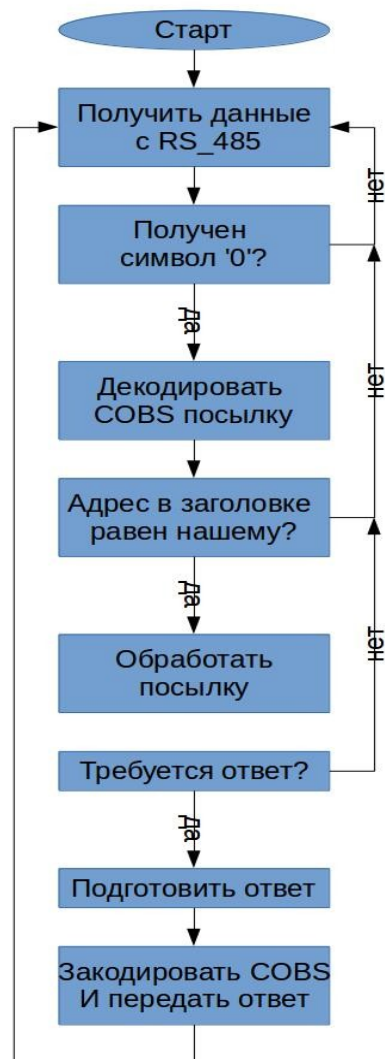 Старт
Получить данные
с RS_485
нет
Получен
символ '0'?
да
нет
Декодировать
COBS посылку
Адрес в заголовке
равен нашему?
да
нет
Обработать
посылку
Требуется ответ?
да
Подготовить ответ
Закодировать COBS
И передать ответ